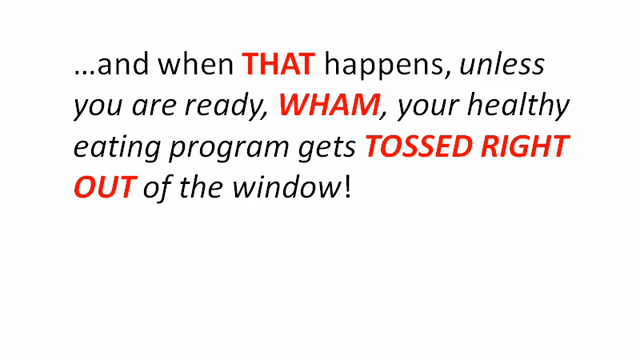 …and when THAT happens, unless
you are ready, WHAM, your healthy
eating program gets TOSSED RIGHT
OUT of the window!